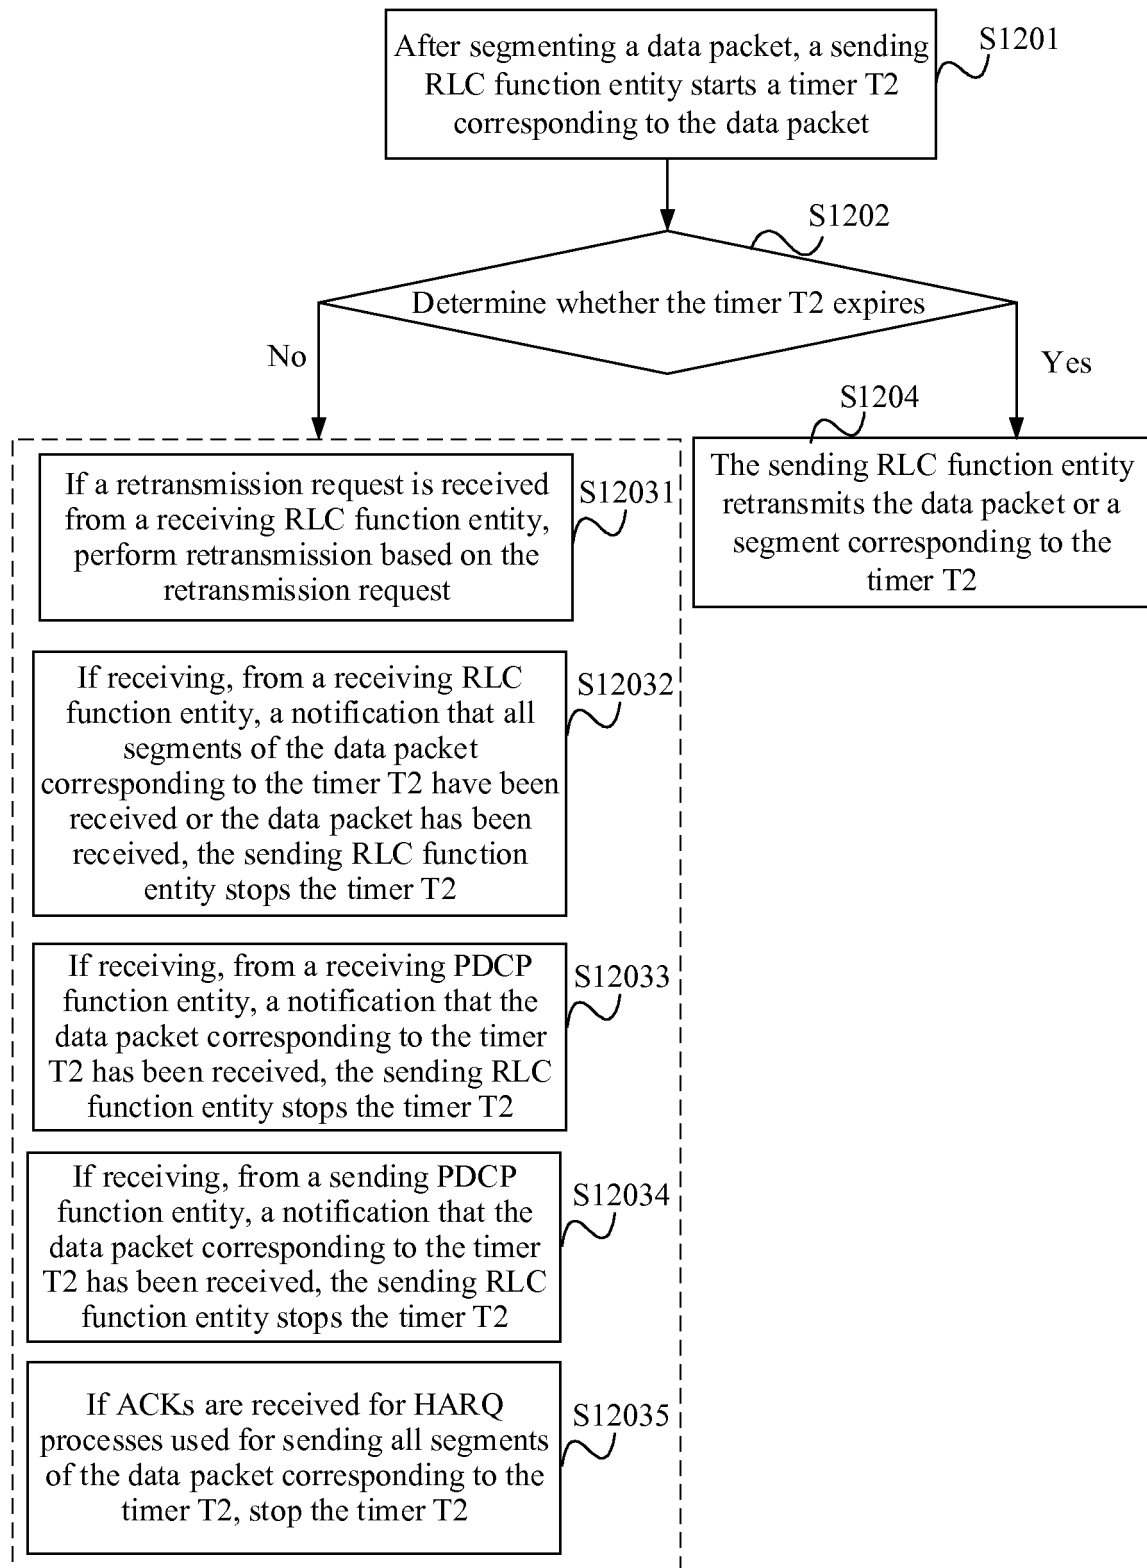 After segmenting a data packet, a sending
RLC function entity starts a timer T2
corresponding to the data packet
S1201
S1202
Determine whether the timer T2 expires
No
Yes
S1204
The sending RLC function entity
retransmits the data packet or a
segment corresponding to the
timer T2
If a retransmission request is received
from a receiving RLC function entity,
perform retransmission based on the
retransmission request
S12031
If receiving, from a receiving RLC
function entity, a notification that all
segments of the data packet
corresponding to the timer T2 have been
received or the data packet has been
received, the sending RLC function
entity stops the timer T2
S12032
If receiving, from a receiving PDCP
function entity, a notification that the
data packet corresponding to the timer
T2 has been received, the sending RLC
function entity stops the timer T2
S12033
If receiving, from a sending PDCP
function entity, a notification that the
data packet corresponding to the timer
T2 has been received, the sending RLC
function entity stops the timer T2
S12034
If ACKs are received for HARQ
processes used for sending all segments
of the data packet corresponding to the
timer T2, stop the timer T2
S12035